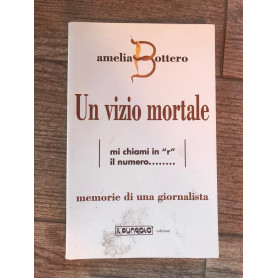 amelia Bottero
Un vizio mortale
mi chiami in "r"
il numero........
memorie di una giornalista
edizioni